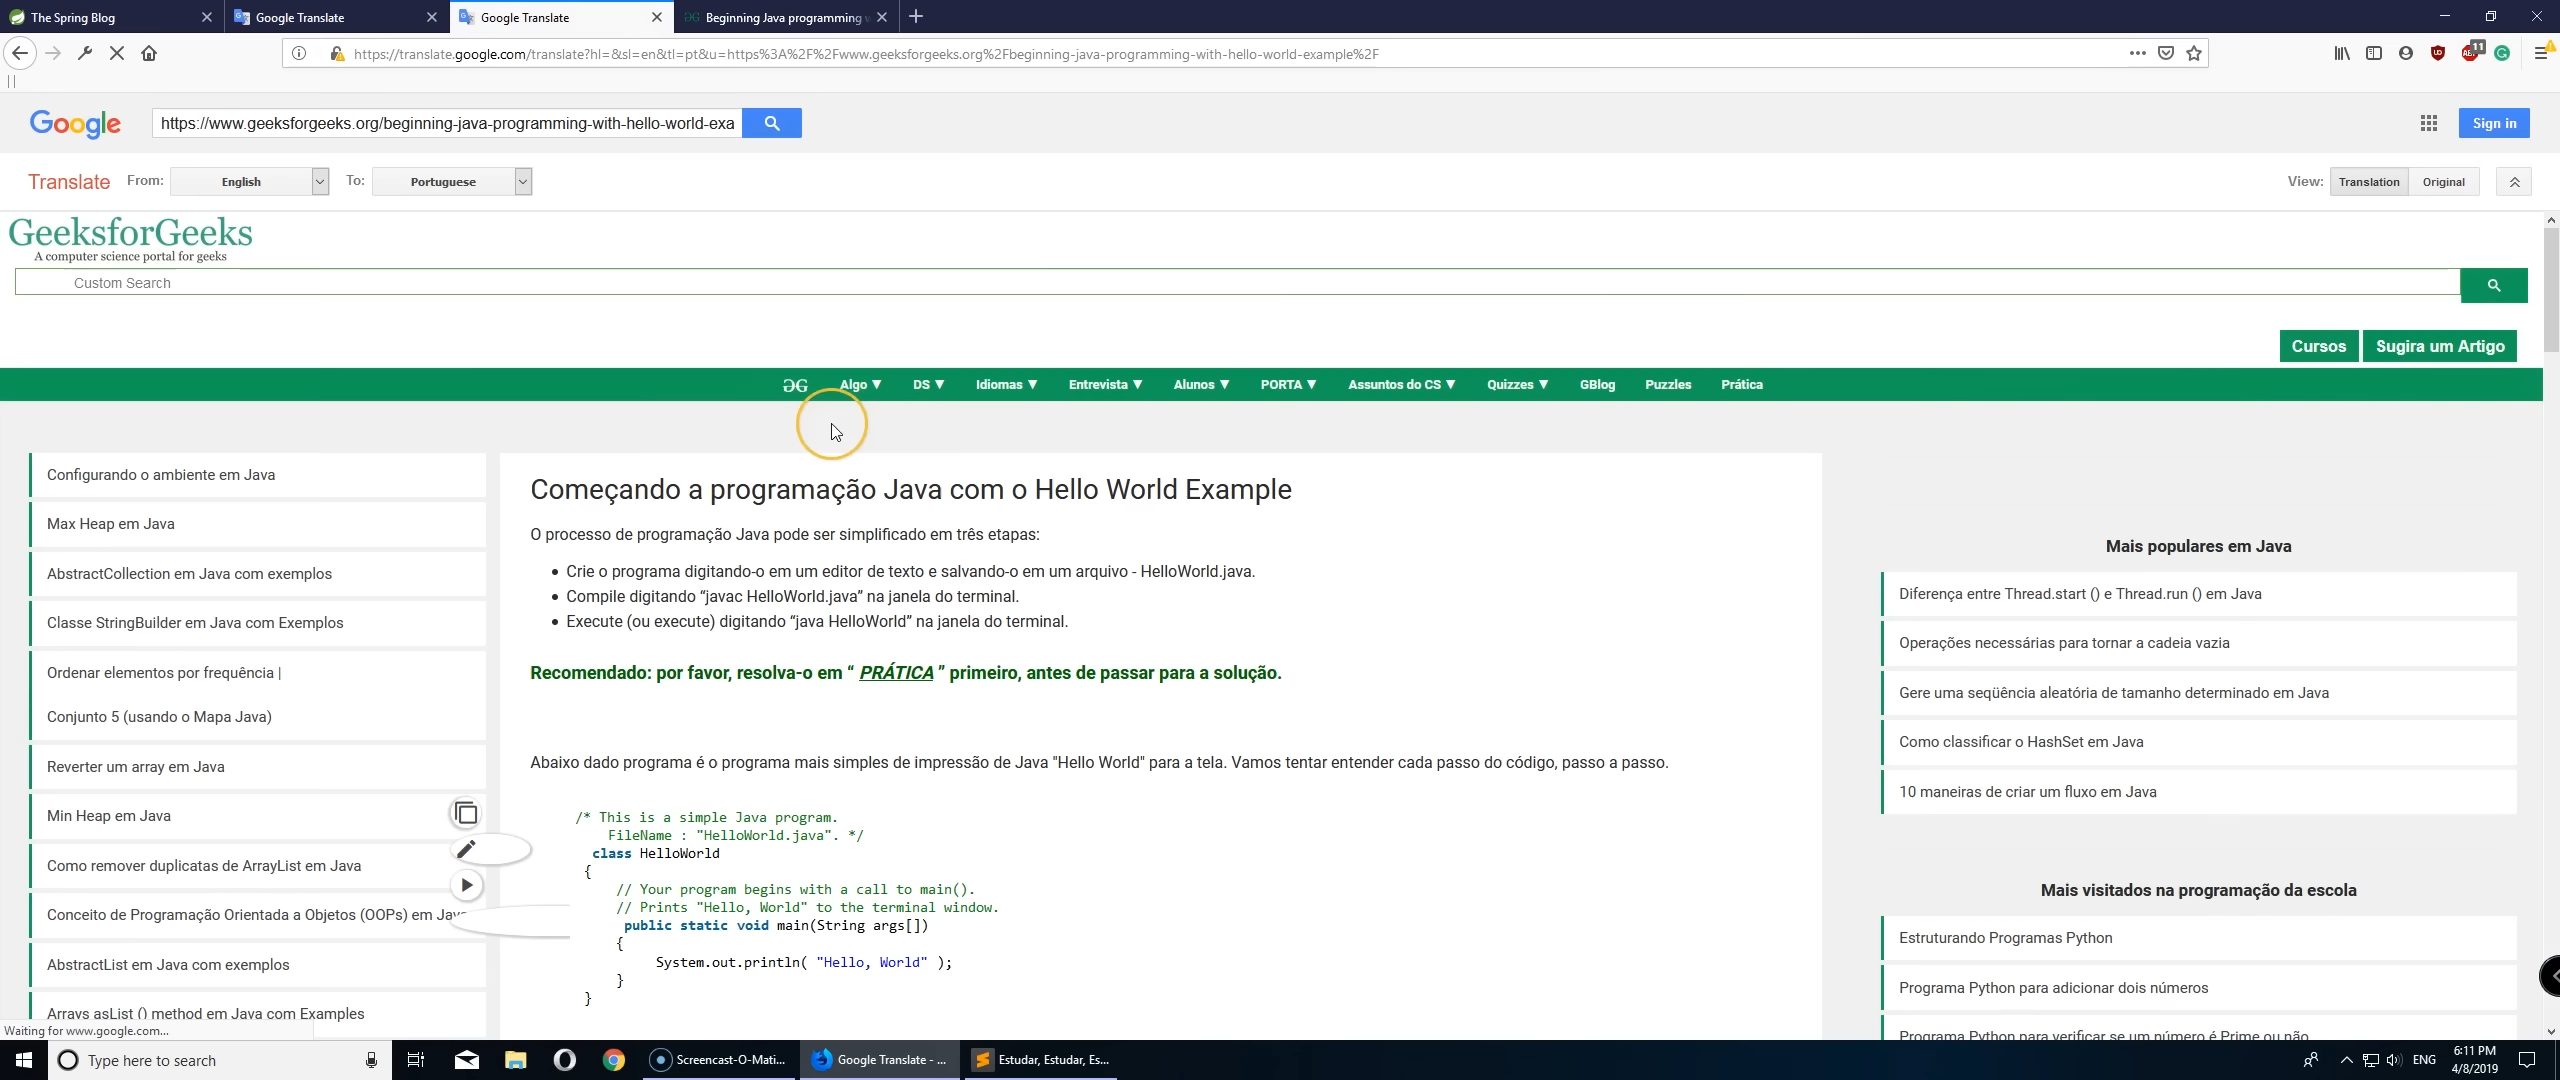 The Spring Blog
Google Translate
Google Translate
Beginning Java programming
https://translate.google.com/translate?hl=&sl=en&tl=pt&u=https%3A%2F%2Fwww.geeksforgeeks.org%2Fbeginning-java-programming-with-hello-world-example%2F
11
Google
https://www.geeksforgeeks.org/beginning-java-programming-with-hello-world-exa
Sign in
Translate From: English To: Portuguese View: Translation Original
GeeksforGeeks
A computer science portal for geeks
Custom Search
Cursos Sugira um Artigo
Algo ▼ DS ▼ Idiomas ▼ Entrevista ▼ Alunos ▼ PORTA ▼ Assuntos do CS ▼ Quizzes ▼ GBlog Puzzles Prática
Configurando o ambiente em Java
Max Heap em Java
AbstractCollection em Java com exemplos
Classe StringBuilder em Java com Exemplos
Ordenar elementos por frequência |
Conjunto 5 (usando o Mapa Java)
Reverter um array em Java
Min Heap em Java
Como remover duplicatas de ArrayList em Java
Conceito de Programação Orientada a Objetos (OOPs) em Java
AbstractList em Java com exemplos
Arrays asList () method em Java com Examples
Começando a programação Java com o Hello World Example
O processo de programação Java pode ser simplificado em três etapas:
• Crie o programa digitando-o em um editor de texto e salvando-o em um arquivo - HelloWorld.java.
• Compile digitando “javac HelloWorld.java” na janela do terminal.
• Execute (ou execute) digitando “java HelloWorld” na janela do terminal.
Recomendado: por favor, resolva-o em “ PRÁTICA ” primeiro, antes de passar para a solução.
Abaixo dado programa é o programa mais simples de impressão de Java "Hello World" para a tela. Vamos tentar entender cada passo do código, passo a passo.
/* This is a simple Java program.
FileName : "HelloWorld.java". */
class HelloWorld
{
// Your program begins with a call to main().
// Prints "Hello, World" to the terminal window.
public static void main(String args[])
{
System.out.println( "Hello, World" );
}
}
Mais populares em Java
Diferença entre Thread.start () e Thread.run () em Java
Operações necessárias para tornar a cadeia vazia
Gere uma seqüência aleatória de tamanho determinado em Java
Como classificar o HashSet em Java
10 maneiras de criar um fluxo em Java
Mais visitados na programação da escola
Estruturando Programas Python
Programa Python para adicionar dois números
Programa Python para verificar se um número é Prime ou não
Waiting for www.google.com...
Type here to search
Screencast-O-Mati...
Google Translate - ...
Estudar, Estudar, Es...
ENG
6:11 PM
4/8/2019